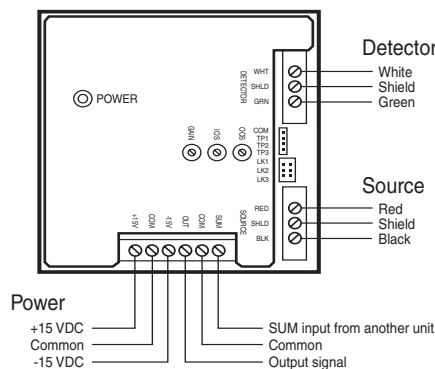 Detector
WHT
SHLD
GRN
DETECTOR
White
Shield
Green
POWER
GAIN
IOS
OOS
COM
TP1
TP2
TP3
LK1
LK2
LK3
Source
RED
SHLD
BLK
SOURCE
Red
Shield
Black
+15V
COM
-15V
OUT
COM
SUM
Power
+15 VDC
Common
-15 VDC
SUM input from another unit
Common
Output signal